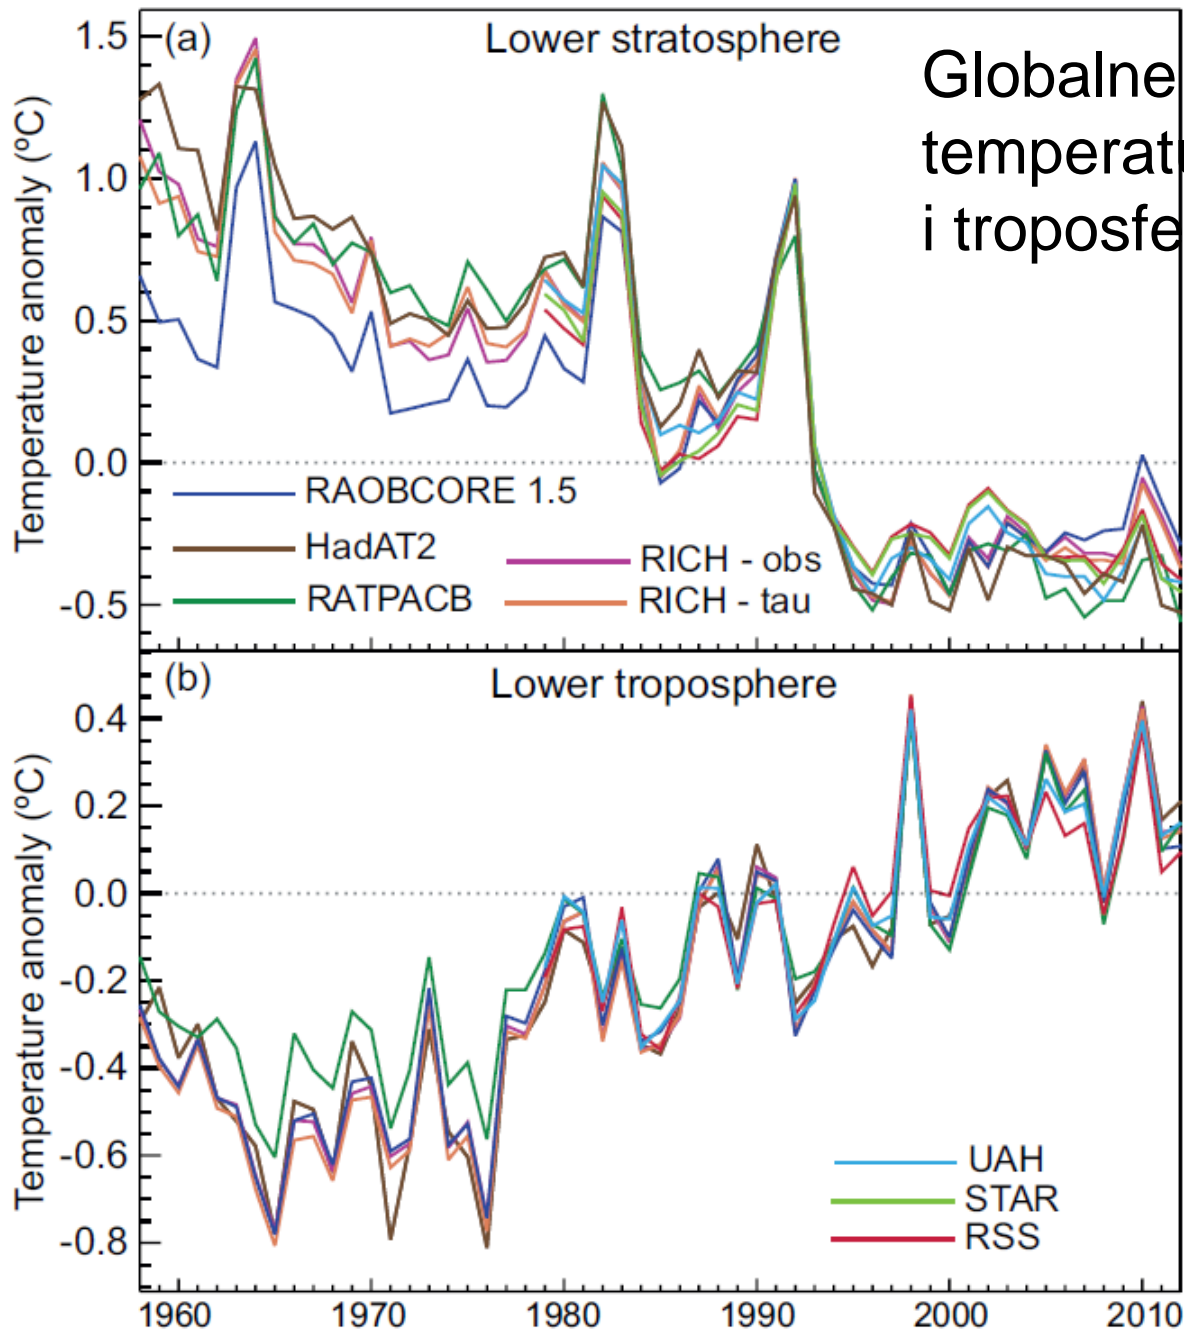 (a)
Lower stratosphere
Globalne
i
Temperature anomaly (ºC)
1.5
1.0
0.5
0.0
-0.5
RAOBCORE 1.5
HadAT2
RATPACB
RICH - obs
RICH - tau
(b)
Lower troposphere
Temperature anomaly (ºC)
0.4
0.2
0.0
-0.2
-0.4
-0.6
-0.8
UAH
STAR
RSS
1960 1970 1980 1990 2000 2010